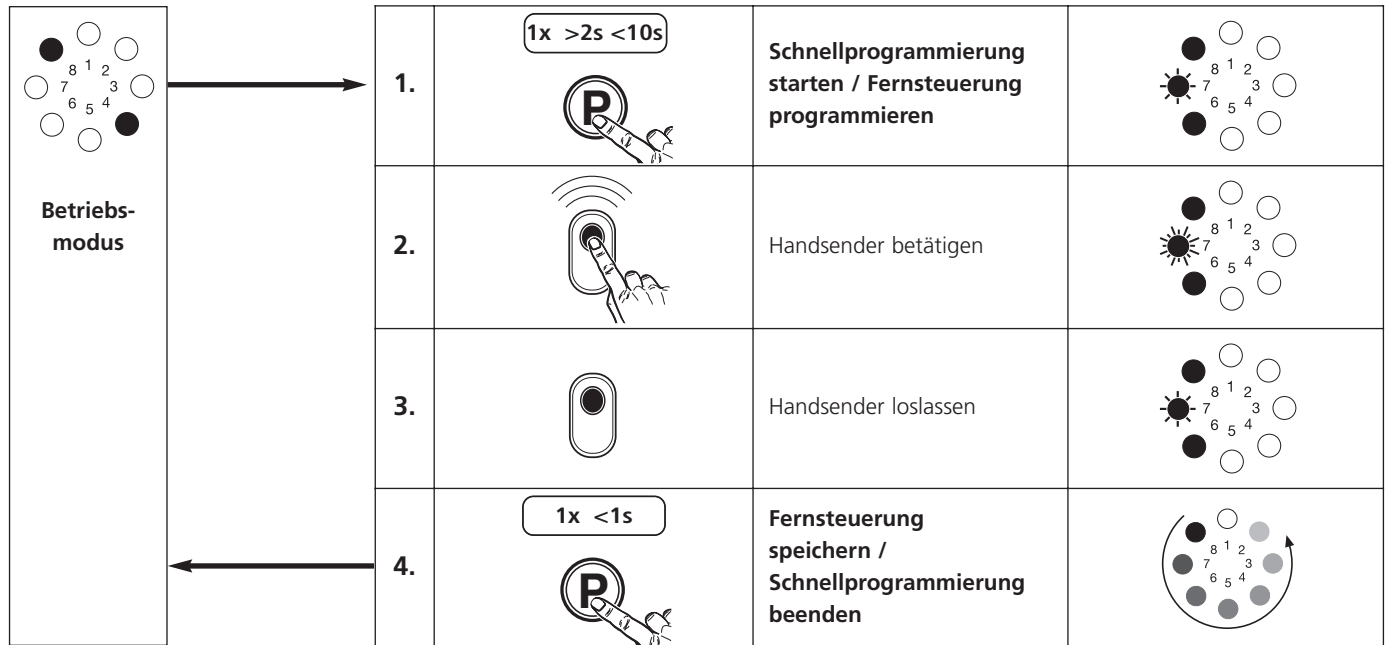 8 1 2
7 3
6 5 4
Betriebs-
modus
1.
1x >2s <10s
P
Schnellprogrammierung
starten / Fernsteuerung
programmieren
8 1 2
7 3
6 5 4
2.
Handsender betätigen
8 1 2
7 3
6 5 4
3.
Handsender loslassen
8 1 2
7 3
6 5 4
4.
1x <1s
P
Fernsteuerung
speichern /
Schnellprogrammierung
beenden
8 1 2
7 3
6 5 4